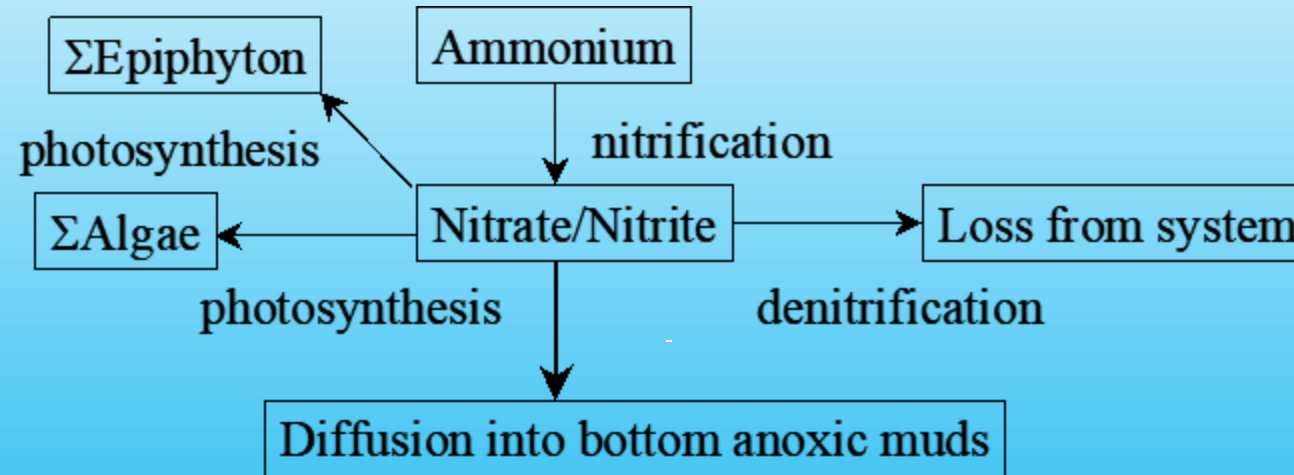 ΣEpiphyton
Ammonium
photosynthesis
nitrification
ΣAlgae
Nitrate/Nitrite
Loss from system
photosynthesis
denitrification
Diffusion into bottom anoxic muds